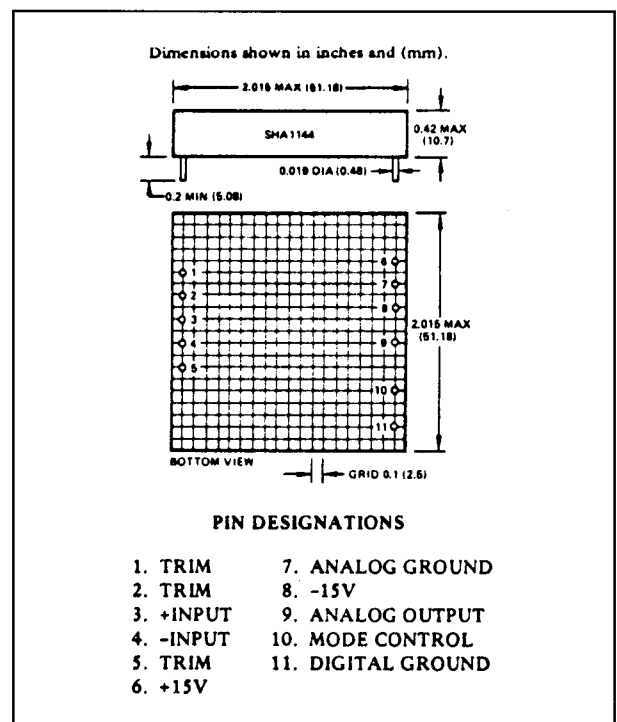 Dimensions shown in inches and (mm).
2.015 MAX (51.18)
SHA1144
0.42 MAX
(10.7)
0.019 DIA (0.48)
0.2 MIN (5.08)
1
2
3
4
5
6
7
8
9
10
11
2.015 MAX
(51.18)
BOTTOM VIEW
GRID 0.1 (2.5)
PIN DESIGNATIONS
1. TRIM
2. TRIM
3. +INPUT
4. -INPUT
5. TRIM
6. +15V
7. ANALOG GROUND
8. -15V
9. ANALOG OUTPUT
10. MODE CONTROL
11. DIGITAL GROUND